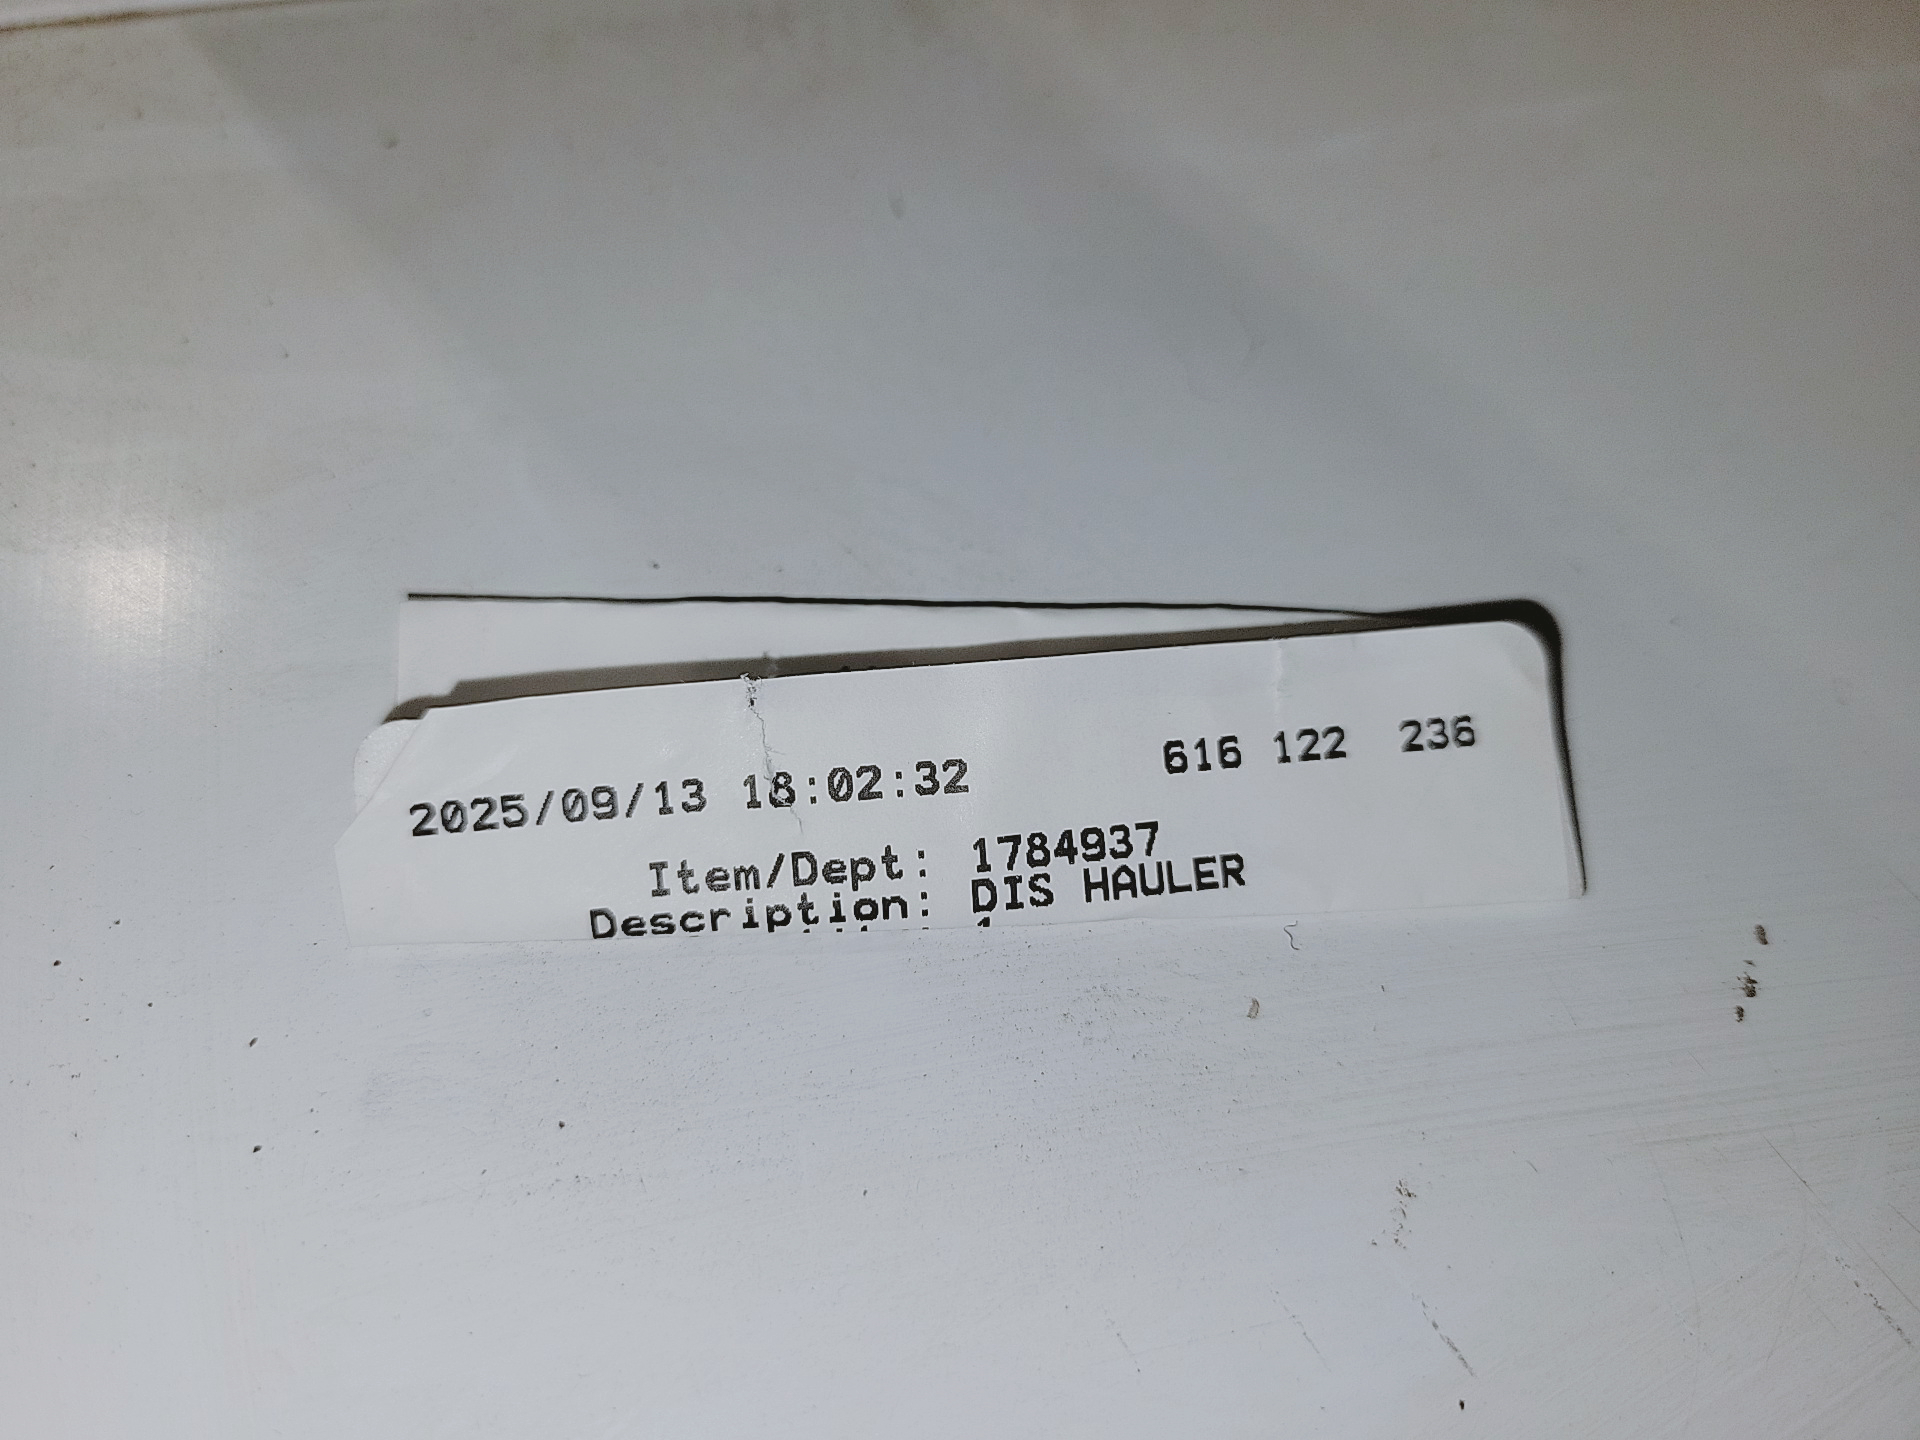 2025/09/13 18:02:32 616 122 236
Item/Dept: 1784937
Description: DIS HAULER